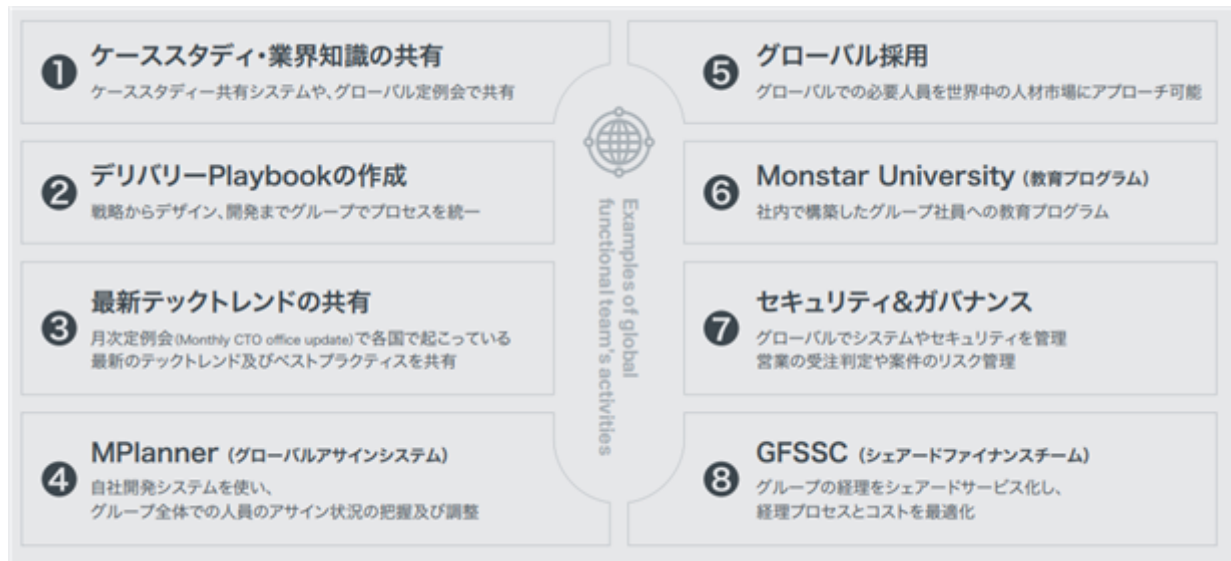 ❶
ケーススタディ・業界知識の共有
ケーススタディー共有システムや、グローバル定例会で共有
❷
デリバリーPlaybookの作成
戦略からデザイン、開発までグループでプロセスを統一
❸
最新テックトレンドの共有
月次定例会(Monthly CTO office update)で各国で起こっている
最新のテックトレンド及びベストプラクティスを共有
❹
MPlanner (グローバルアサインシステム)
自社開発システムを使い、
グループ全体での人員のアサイン状況の把握及び調整
Examples of global
functional team's activities
❺
グローバル採用
グローバルでの必要人員を世界中の人材市場にアプローチ可能
❻
Monstar University (教育プログラム)
社内で構築したグループ社員への教育プログラム
❼
セキュリティ&ガバナンス
グローバルでシステムやセキュリティを管理
営業の受注判定や案件のリスク管理
❽
GFSSC (シェアードファイナンスチーム)
グループの経理をシェアードサービス化し、
経理プロセスとコストを最適化